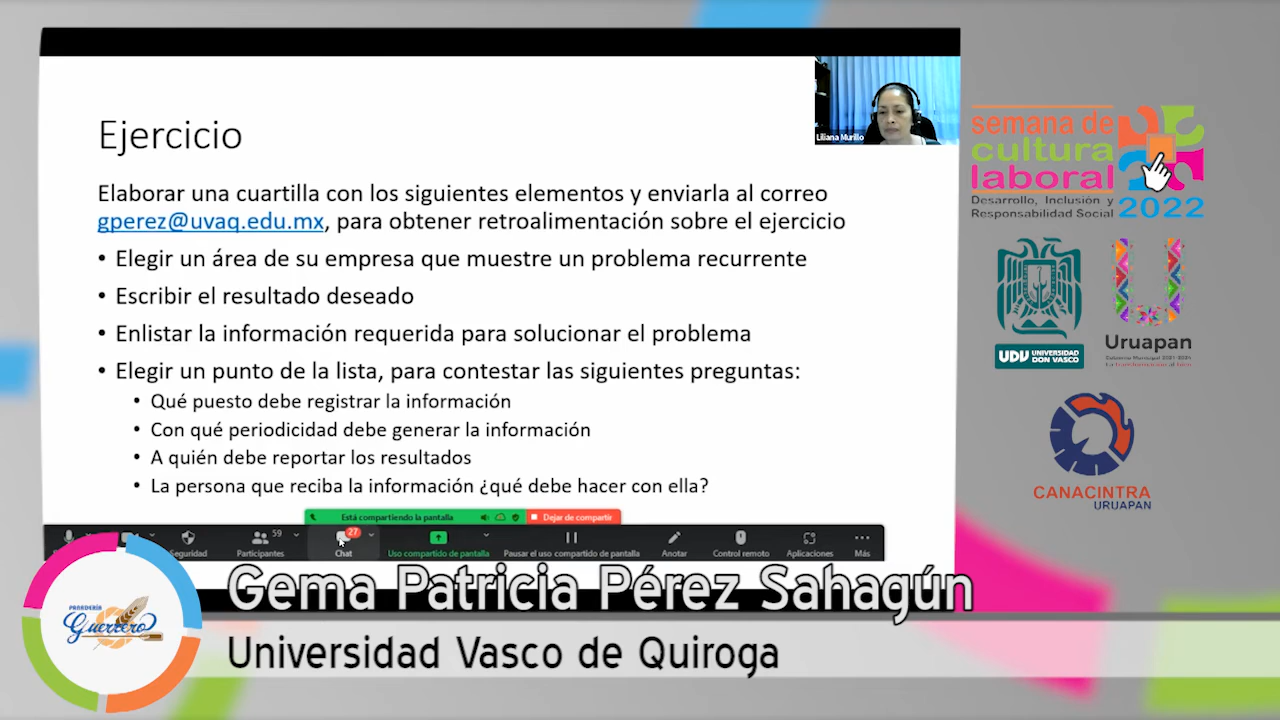 Ejercicio
Elaborar una cuartilla con los siguientes elementos y enviarla al correo
gperez@uvaq.edu.mx, para obtener retroalimentación sobre el ejercicio
• Elegir un área de su empresa que muestre un problema recurrente
• Escribir el resultado deseado
• Enlistar la información requerida para solucionar el problema
• Elegir un punto de la lista, para contestar las siguientes preguntas:
• Qué puesto debe registrar la información
• Con qué periodicidad debe generar la información
• A quién debe reportar los resultados
• La persona que reciba la información ¿qué debe hacer con ella?
Liliana Murillo
semana de
cultura
laboral
Desarrollo, Inclusión y
Responsabilidad Social
2022
UDV UNIVERSIDAD
DON VASCO
Uruapan
Gobierno Municipal 2021-2024
CANACINTRA
URUAPAN
Está compartiendo la pantalla
Dejar de compartir
59
27
Seguridad
Participantes
Chat
Uso compartido de pantalla
Pausar el uso compartido de pantalla
Anotar
Control remoto
Aplicaciones
Más
PANADERÍA
Guerrero
Gema Patricia Pérez Sahagún
Universidad Vasco de Quiroga